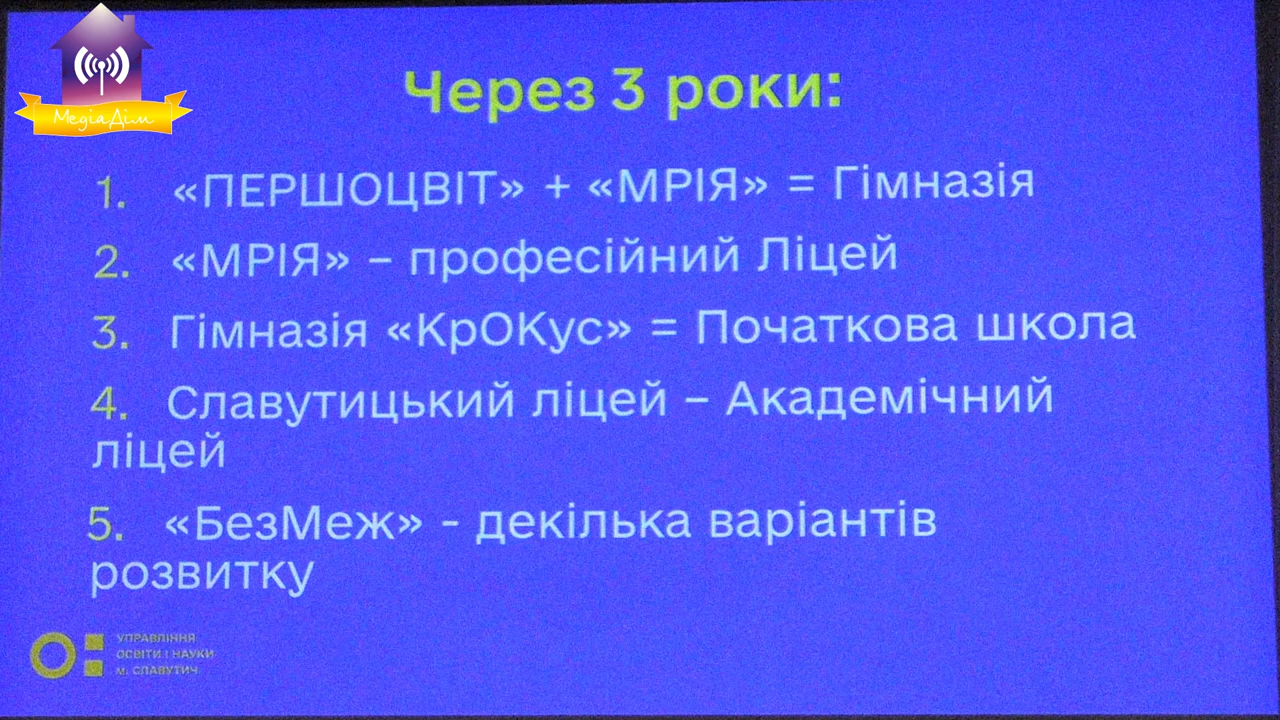 МедіаДім
Через 3 роки:
1. «ПЕРШОЦВІТ» + «МРІЯ» = Гімназія
2. «МРІЯ» – професійний Ліцей
3. Гімназія «КрОКус» = Початкова школа
4. Славутицький ліцей – Академічний
ліцей
5. «БезМеж» - декілька варіантів
розвитку
УПРАВЛІННЯ
ОСВІТИ І НАУКИ
м. СЛАВУТИЧ